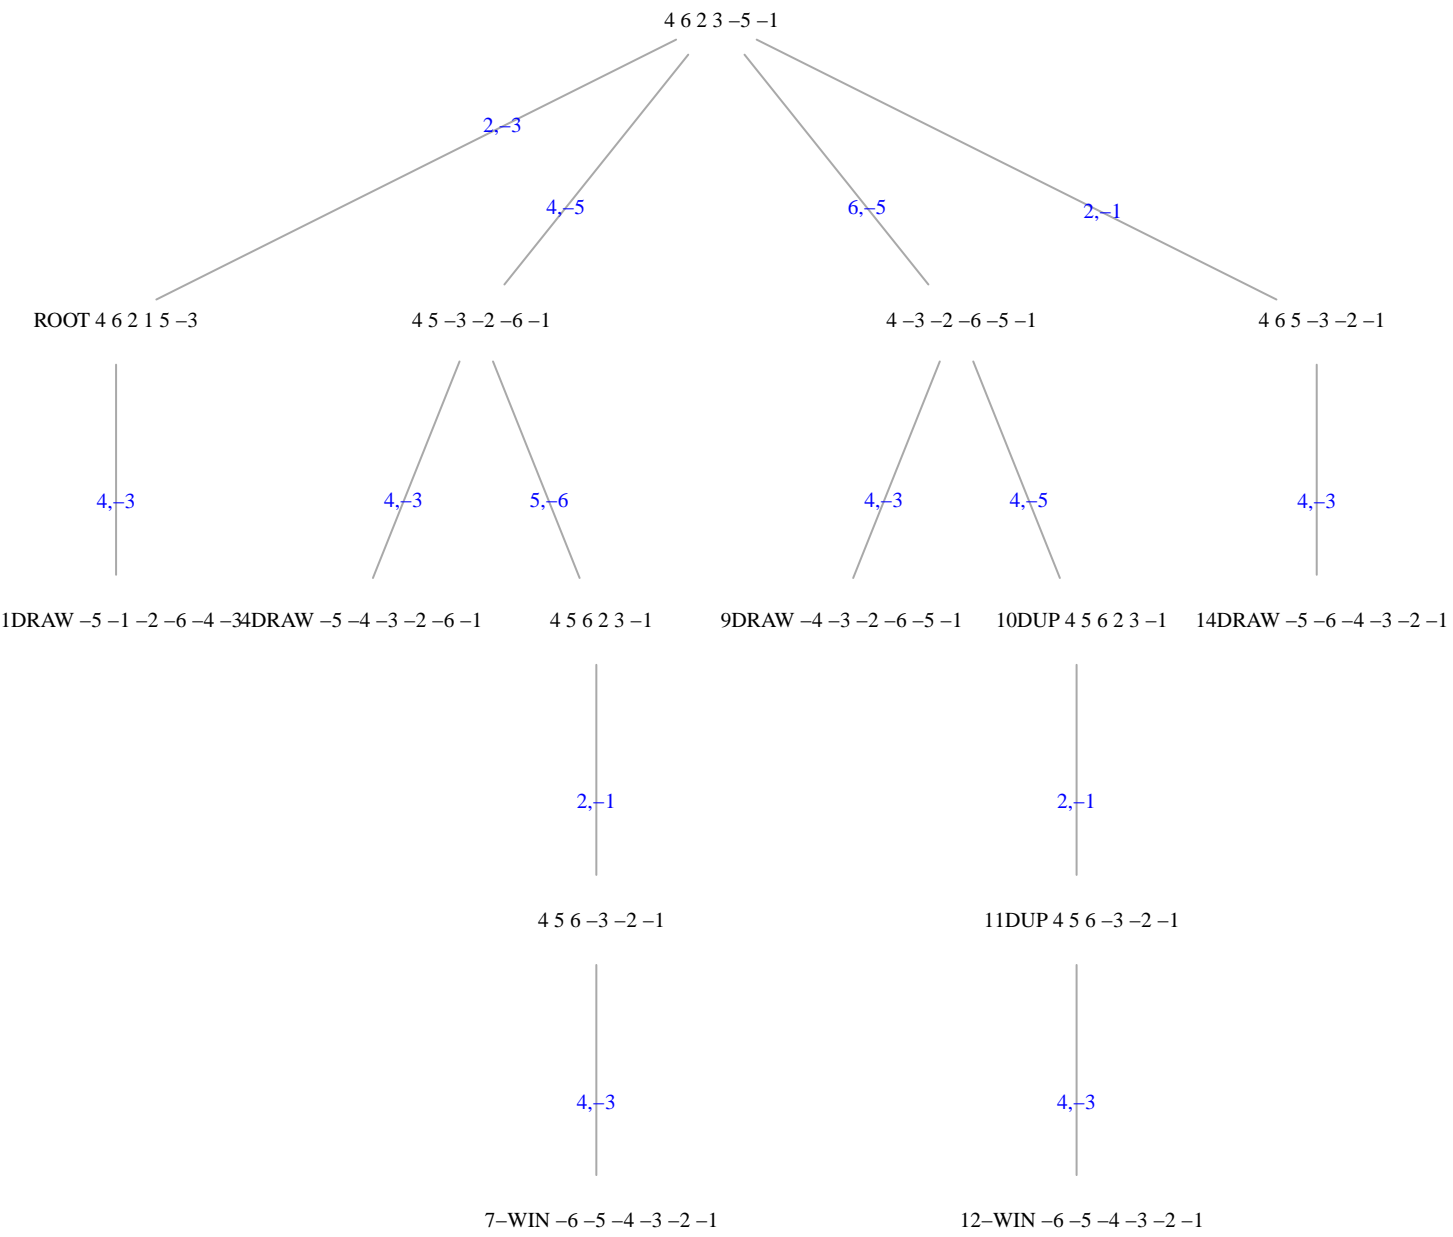 4 6 2 3 –5 –1
2,–3
4,–5
6,–5
2,–1
ROOT 4 6 2 1 5 –3
4 5 –3 –2 –6 –1
4 –3 –2 –6 –5 –1
4 6 5 –3 –2 –1
4,–3
4,–3
5,–6
4,–3
4,–5
4,–3
1DRAW –5 –1 –2 –6 –4 –3
4DRAW –5 –4 –3 –2 –6 –1
4 5 6 2 3 –1
9DRAW –4 –3 –2 –6 –5 –1
10DUP 4 5 6 2 3 –1
14DRAW –5 –6 –4 –3 –2 –1
2,–1
2,–1
4 5 6 –3 –2 –1
11DUP 4 5 6 –3 –2 –1
4,–3
4,–3
7–WIN –6 –5 –4 –3 –2 –1
12–WIN –6 –5 –4 –3 –2 –1